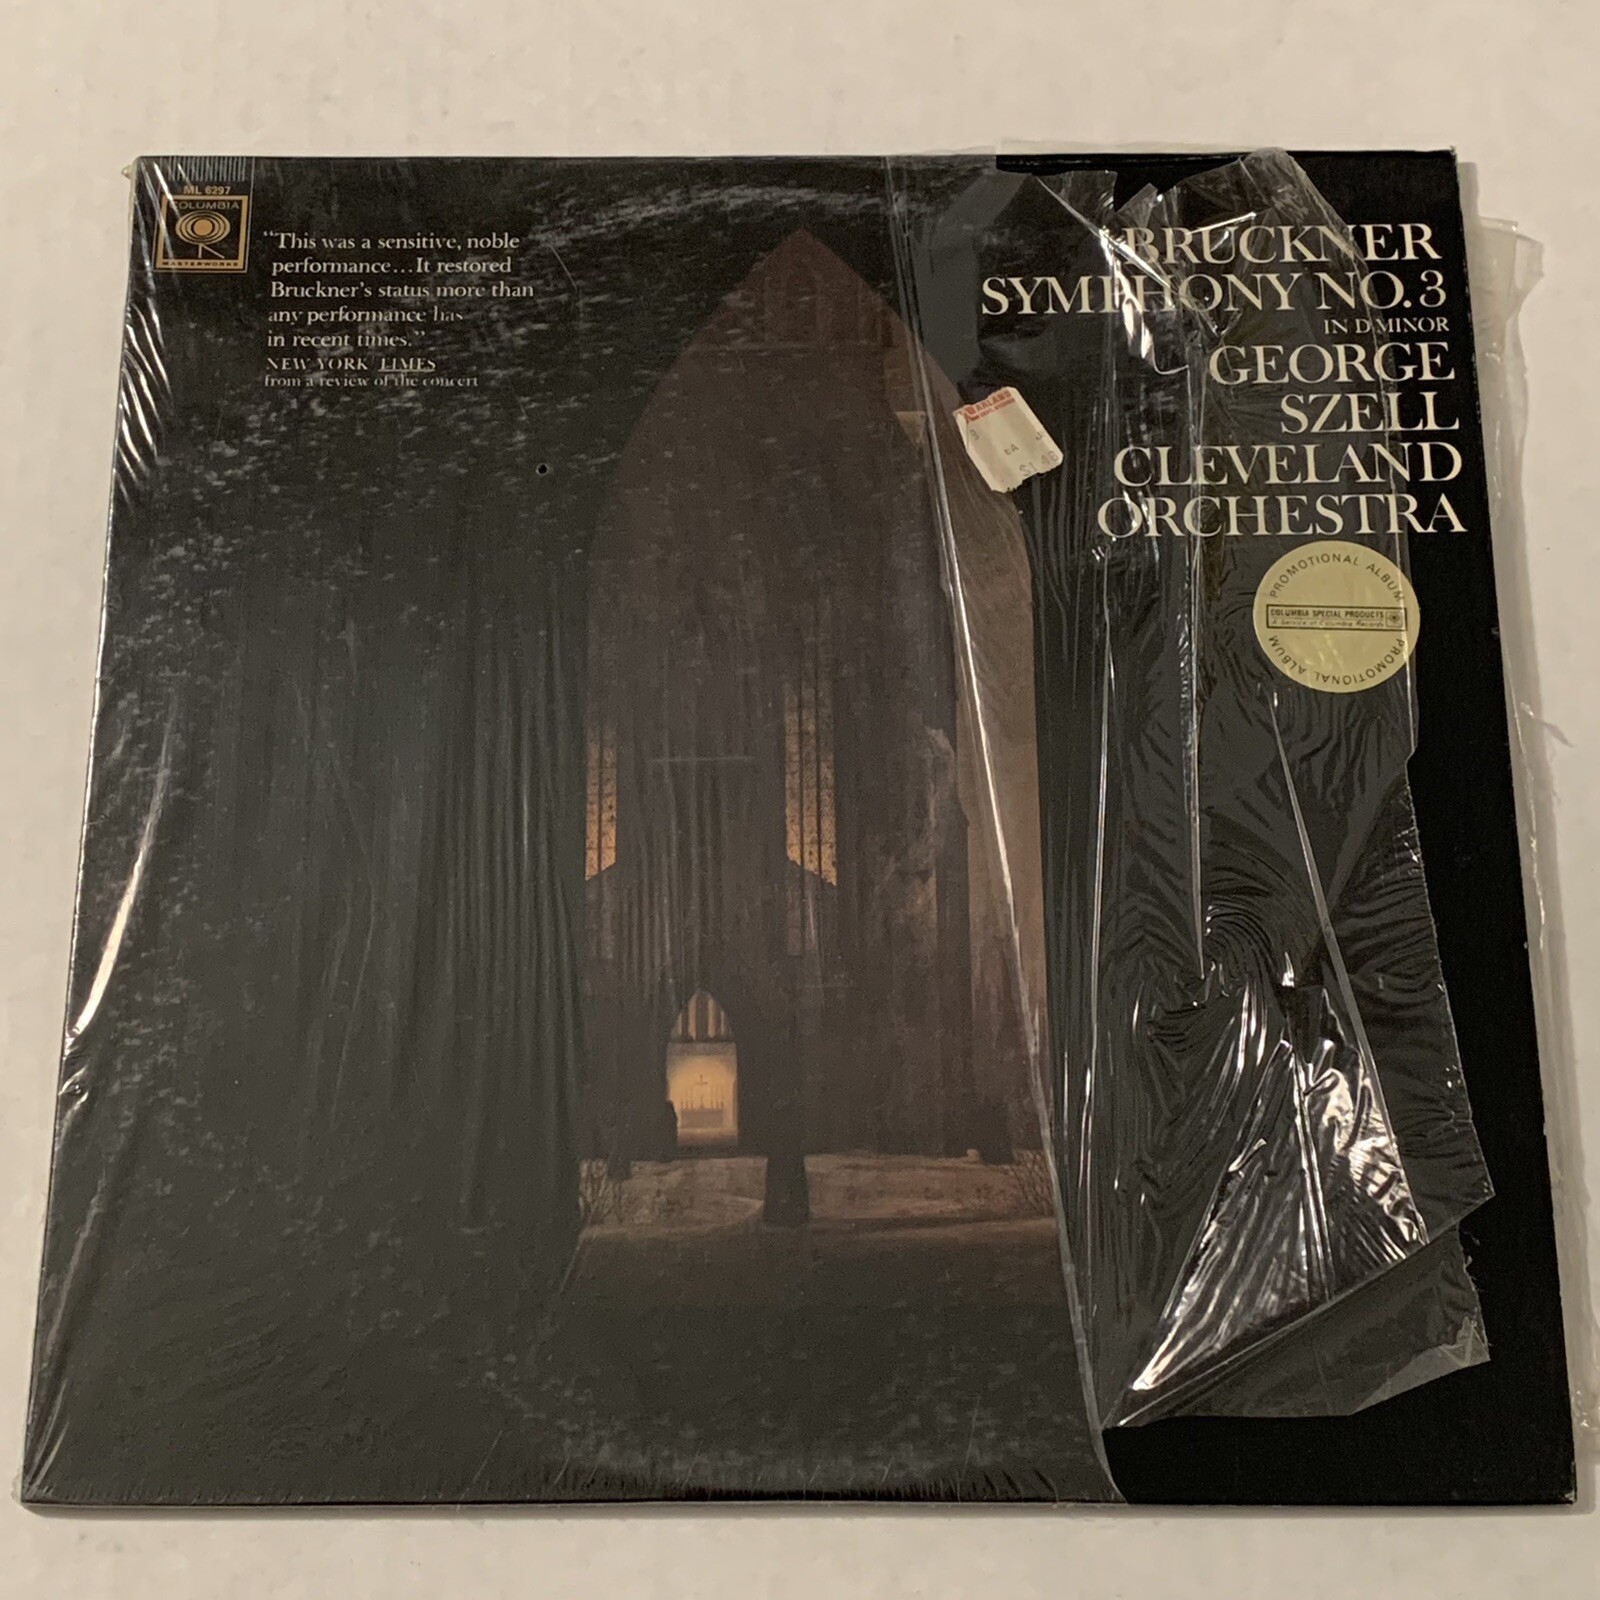 ML 6297
COLUMBIA
MASTERWORKS
“This was a sensitive, noble
performance...It restored
Bruckner's status more than
any performance has
in recent times.”
NEW YORK TIMES
from a review of the concert
BRUCKNER
SYMPHONY NO. 3
IN D MINOR
GEORGE
SZELL
CLEVELAND
ORCHESTRA
$1.48
PROMOTIONAL ALBUM
COLUMBIA SPECIAL PRODUCTS
A Service of Columbia Records
PROMOTIONAL ALBUM